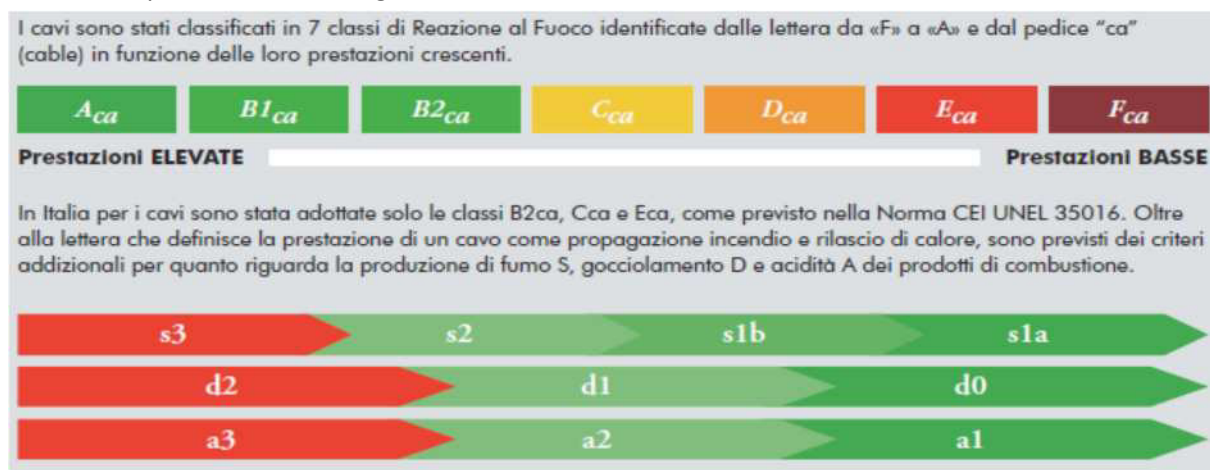 I cavi sono stati classificati in 7 classi di Reazione al Fuoco identificate dalle lettera da «F» a «A» e dal pedice “ca”
(cable) in funzione delle loro prestazioni crescenti.
Aca B1ca B2ca Cca Dca Eca Fca
Prestazioni ELEVATE Prestazioni BASSE
In Italia per i cavi sono stata adottate solo le classi B2ca, Cca e Eca, come previsto nella Norma CEI UNEL 35016. Oltre
alla lettera che definisce la prestazione di un cavo come propagazione incendio e rilascio di calore, sono previsti dei criteri
addizionali per quanto riguarda la produzione di fumo S, gocciolamento D e acidità A dei prodotti di combustione.
s3 s2 s1b s1a
d2 d1 d0
a3 a2 a1